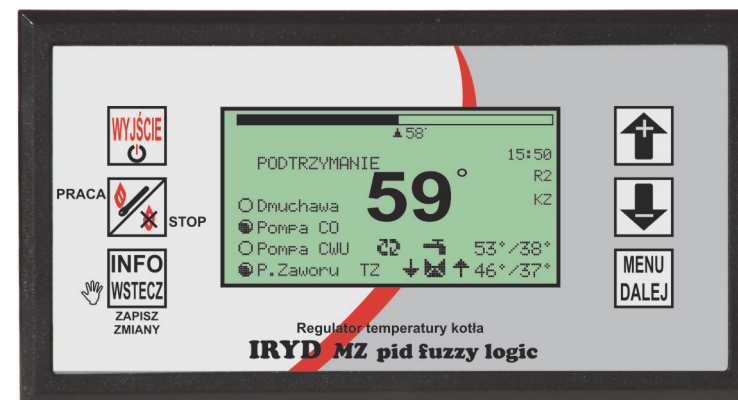 WYJŚCIE
PRACA
STOP
INFO
WSTECZ
ZAPISZ
ZMIANY
58°
15:50
PODTRZYMANIE
R2
59°
KZ
Dmuchawa
Pompa CO
Pompa CWU 53°/38°
P.Zaworu TZ 46°/37°
MENU
DALEJ
Regulator temperatury kotła
IRYD MZ pid fuzzy logic